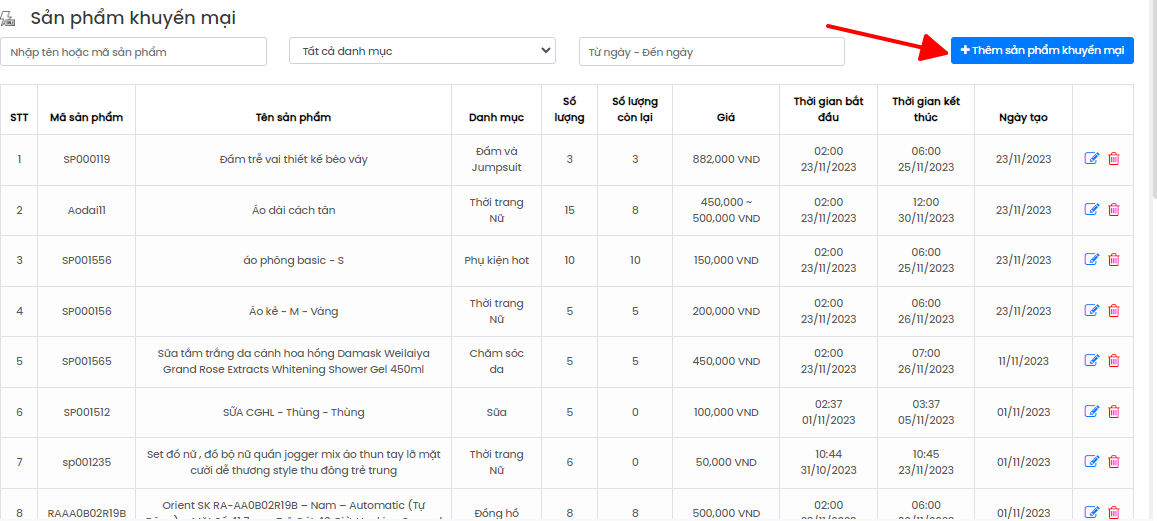 Sản phẩm khuyến mại
Nhập tên hoặc mã sản phẩm Tất cả danh mục Từ ngày - Đến ngày + Thêm sản phẩm khuyến mại
STT Mã sản phẩm Tên sản phẩm Danh mục Số lượng Số lượng còn lại Giá Thời gian bắt đầu Thời gian kết thúc Ngày tạo
1 SP000119 Đầm trễ vai thiết kế bèo váy Đầm và Jumpsuit 3 3 882,000 VND 02:00 23/11/2023 06:00 25/11/2023 23/11/2023
2 Aodai11 Áo dài cách tân Thời trang Nữ 15 8 450,000 ~ 500,000 VND 02:00 23/11/2023 12:00 30/11/2023 23/11/2023
3 SP001556 áo phông basic - S Phụ kiện hot 10 10 150,000 VND 02:00 23/11/2023 06:00 25/11/2023 23/11/2023
4 SP000156 Áo kẻ - M - Vàng Thời trang Nữ 5 5 200,000 VND 02:00 23/11/2023 06:00 26/11/2023 23/11/2023
5 SP001565 Sữa tắm trắng da cánh hoa hồng Damask Weilaiya Grand Rose Extracts Whitening Shower Gel 450ml Chăm sóc da 5 5 450,000 VND 02:00 23/11/2023 07:00 26/11/2023 11/11/2023
6 SP001512 SỮA CGHL - Thùng - Thùng Sữa 5 0 100,000 VND 02:37 01/11/2023 03:37 05/11/2023 01/11/2023
7 sp001235 Set đồ nữ , đồ bộ nữ quần jogger mix áo thun tay lỡ mặt cười dễ thương style thu đông trẻ trung Thời trang Nữ 6 0 50,000 VND 10:44 31/10/2023 10:45 23/11/2023 01/11/2023
8 RAAA0B02R19B Orient SK RA-AA0B02R19B – Nam – Automatic (Tự Đồng hồ 8 8 500,000 VND 02:00 06:00 01/11/2023